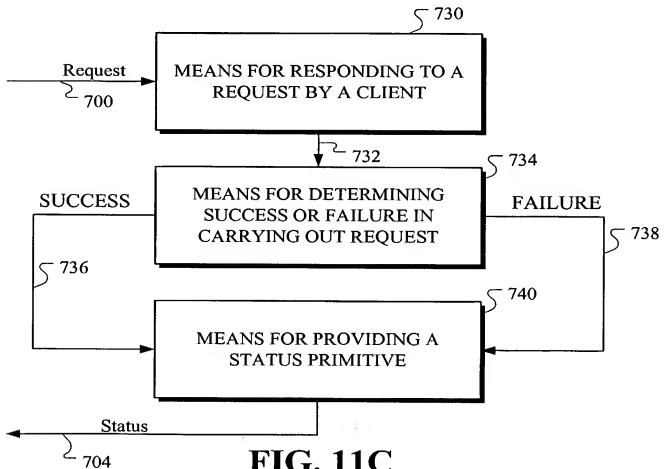 730
Request
700
MEANS FOR RESPONDING TO A
REQUEST BY A CLIENT
732
734
SUCCESS
MEANS FOR DETERMINING
SUCCESS OR FAILURE IN
CARRYING OUT REQUEST
FAILURE
736
738
740
MEANS FOR PROVIDING A
STATUS PRIMITIVE
Status
704
FIG. 11C